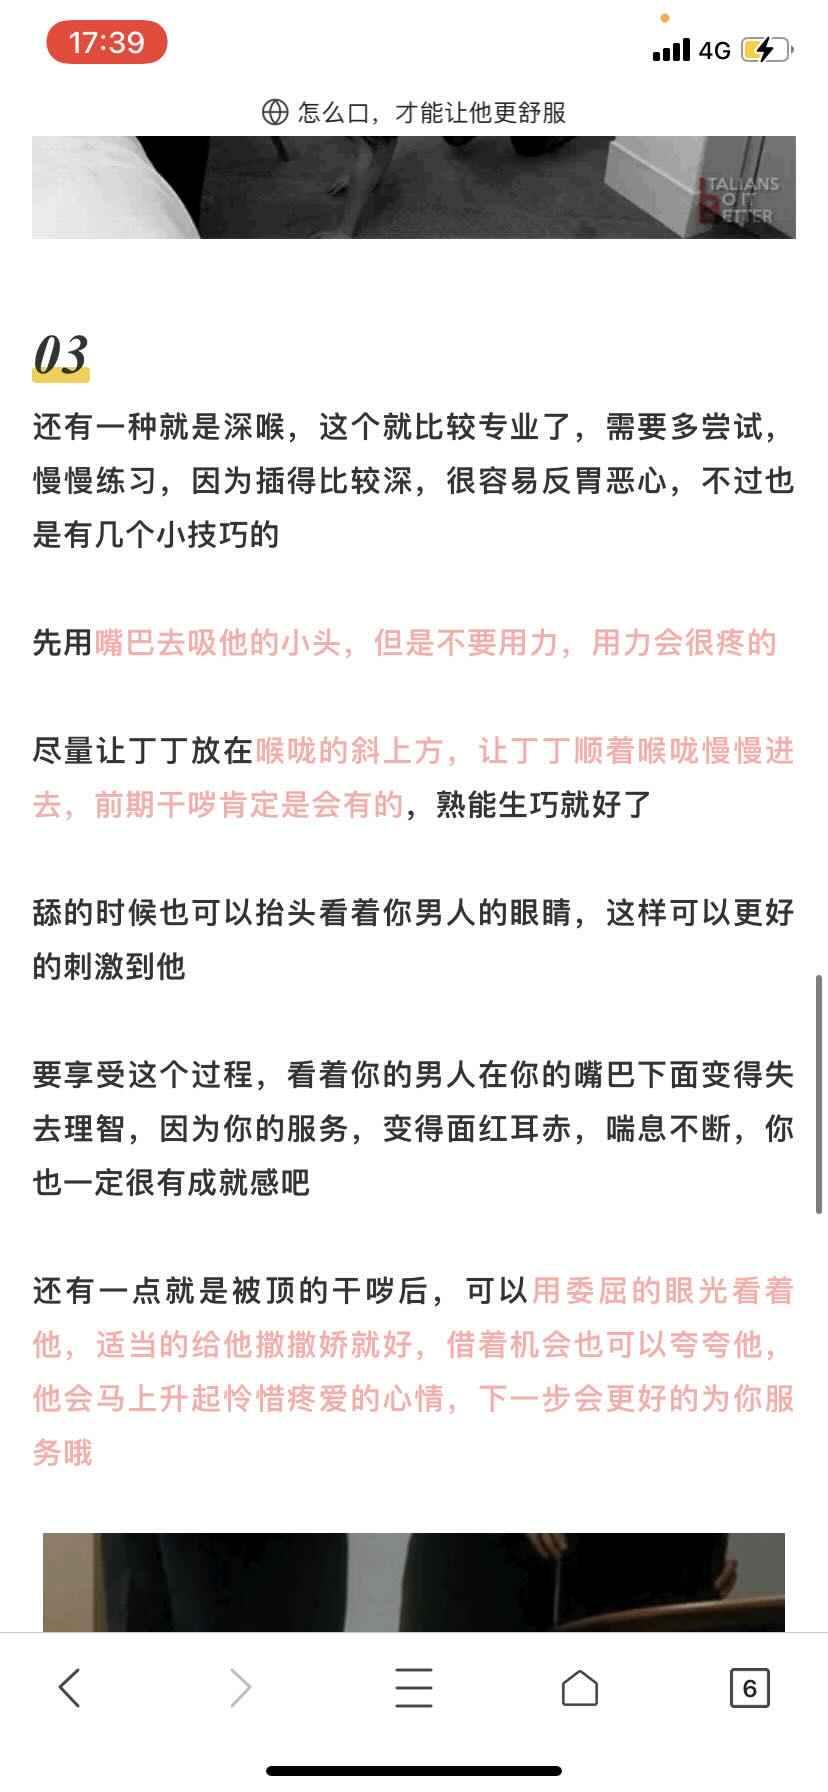 17:39
4G
怎么口，才能让他更舒服
TALIANS
O IT
ETTER
03
还有一种就是深喉，这个就比较专业了，需要多尝试，
慢慢练习，因为插得比较深，很容易反胃恶心，不过也
是有几个小技巧的
先用嘴巴去吸他的小头，但是不要用力，用力会很疼的
尽量让丁丁放在喉咙的斜上方，让丁丁顺着喉咙慢慢进
去，前期干哕肯定是会有的，熟能生巧就好了
舔的时候也可以抬头看着你男人的眼睛，这样可以更好
的刺激到他
要享受这个过程，看着你的男人在你的嘴巴下面变得失
去理智，因为你的服务，变得面红耳赤，喘息不断，你
也一定很有成就感吧
还有一点就是被顶的干哕后，可以用委屈的眼光看着
他，适当的给他撒撒娇就好，借着机会也可以夸夸他，
他会马上升起怜惜疼爱的心情，下一步会更好的为你服
务哦
6